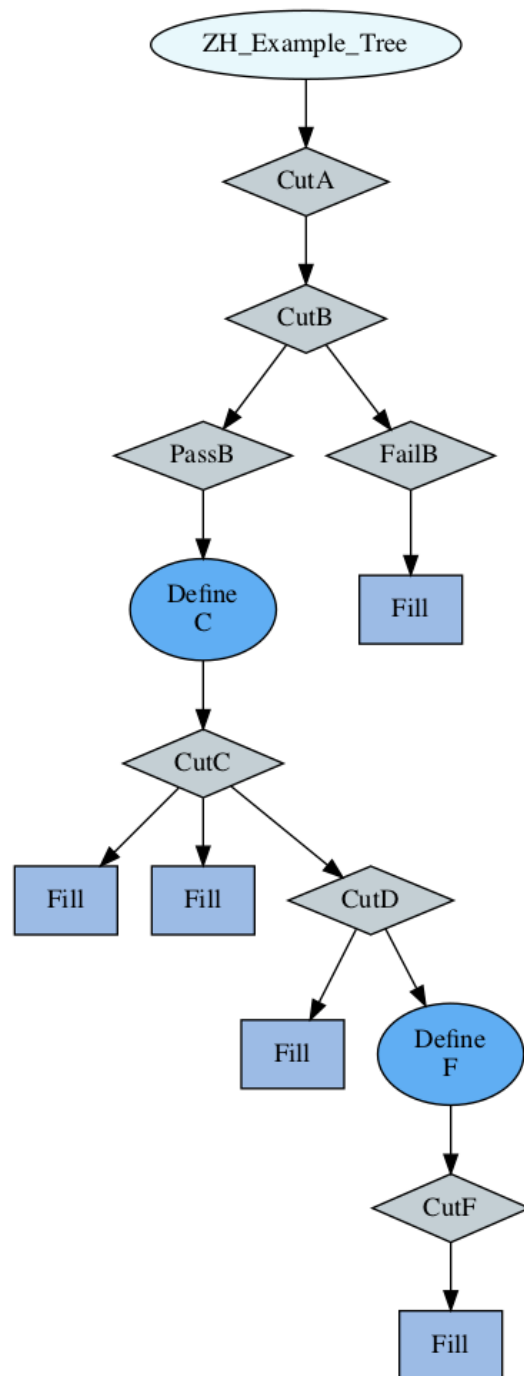 ZH_Example_Tree
CutA
CutB
PassB
FailB
Define
C
Fill
CutC
Fill
Fill
CutD
Fill
Define
F
CutF
Fill